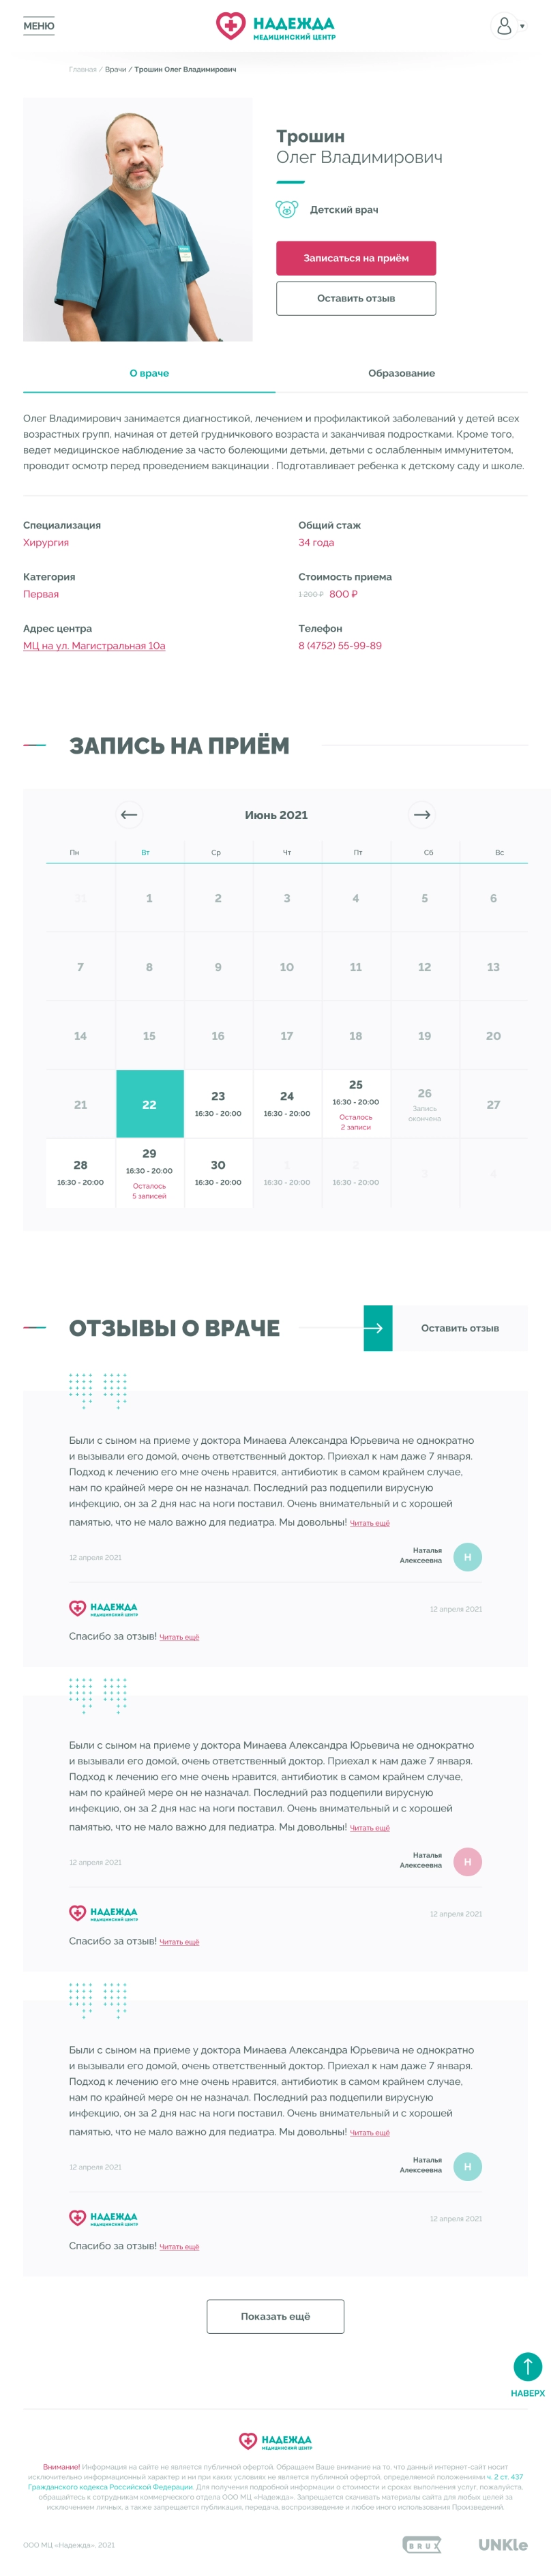 МЕНЮ
НАДЕЖДА
МЕДИЦИНСКИЙ ЦЕНТР
Главная / Врачи / Трошин Олег Владимирович
Трошин
Олег Владимирович
Детский врач
Записаться на приём
Оставить отзыв
О враче
Образование
Олег Владимирович занимается диагностикой, лечением и профилактикой заболеваний у детей всех
возрастных групп, начиная от детей грудничкового возраста и заканчивая подростками. Кроме того,
ведет медицинское наблюдение за часто болеющими детьми, детьми с ослабленным иммунитетом,
проводит осмотр перед проведением вакцинации . Подготавливает ребенка к детскому саду и школе.
Специализация
Хирургия
Общий стаж
34 года
Категория
Первая
Стоимость приема
1 200 ₽ 800 ₽
Адрес центра
МЦ на ул. Магистральная 10а
Телефон
8 (4752) 55-99-89
ЗАПИСЬ НА ПРИЁМ
Июнь 2021
Пн Вт Ср Чт Пт Сб Вс
1 2 3 4 5 6
7 8 9 10 11 12 13
14 15 16 17 18 19 20
21 22 23 24 25 26 27
16:30 - 20:00 16:30 - 20:00 16:30 - 20:00 Запись
Осталось окончена
2 записи
28 29 30 1 2 3 4
16:30 - 20:00 16:30 - 20:00 16:30 - 20:00 16:30 - 20:00 16:30 - 20:00
Осталось
5 записей
ОТЗЫВЫ О ВРАЧЕ
Оставить отзыв
Были с сыном на приеме у доктора Минаева Александра Юрьевича не однократно
и вызывали его домой, очень ответственный доктор. Приехал к нам даже 7 января.
Подход к лечению его мне очень нравится, антибиотик в самом крайнем случае,
нам по крайней мере он не назначал. Последний раз подцепили вирусную
инфекцию, он за 2 дня нас на ноги поставил. Очень внимательный и с хорошей
памятью, что не мало важно для педиатра. Мы довольны! Читать ещё
12 апреля 2021
Наталья
Алексеевна
Н
НАДЕЖДА
МЕДИЦИНСКИЙ ЦЕНТР
12 апреля 2021
Спасибо за отзыв! Читать ещё
Были с сыном на приеме у доктора Минаева Александра Юрьевича не однократно
и вызывали его домой, очень ответственный доктор. Приехал к нам даже 7 января.
Подход к лечению его мне очень нравится, антибиотик в самом крайнем случае,
нам по крайней мере он не назначал. Последний раз подцепили вирусную
инфекцию, он за 2 дня нас на ноги поставил. Очень внимательный и с хорошей
памятью, что не мало важно для педиатра. Мы довольны! Читать ещё
12 апреля 2021
Наталья
Алексеевна
Н
НАДЕЖДА
МЕДИЦИНСКИЙ ЦЕНТР
12 апреля 2021
Спасибо за отзыв! Читать ещё
Были с сыном на приеме у доктора Минаева Александра Юрьевича не однократно
и вызывали его домой, очень ответственный доктор. Приехал к нам даже 7 января.
Подход к лечению его мне очень нравится, антибиотик в самом крайнем случае,
нам по крайней мере он не назначал. Последний раз подцепили вирусную
инфекцию, он за 2 дня нас на ноги поставил. Очень внимательный и с хорошей
памятью, что не мало важно для педиатра. Мы довольны! Читать ещё
12 апреля 2021
Наталья
Алексеевна
Н
НАДЕЖДА
МЕДИЦИНСКИЙ ЦЕНТР
12 апреля 2021
Спасибо за отзыв! Читать ещё
Показать ещё
НАВЕРХ
НАДЕЖДА
МЕДИЦИНСКИЙ ЦЕНТР
Внимание! Информация на сайте не является публичной офертой. Обращаем Ваше внимание на то, что данный интернет-сайт носит
исключительно информационный характер и ни при каких условиях не является публичной офертой, определяемой положениями ч. 2 ст. 437
Гражданского кодекса Российской Федерации. Для получения подробной информации о стоимости и сроках выполнения услуг, пожалуйста,
обращайтесь к сотрудникам коммерческого отдела ООО МЦ «Надежда». Запрещается скачивать материалы сайта для любых целей за
исключением личных, а также запрещается публикация, передача, воспроизведение и любое иного использования Произведений.
ООО МЦ «Надежда», 2021
BRUX
UNKle